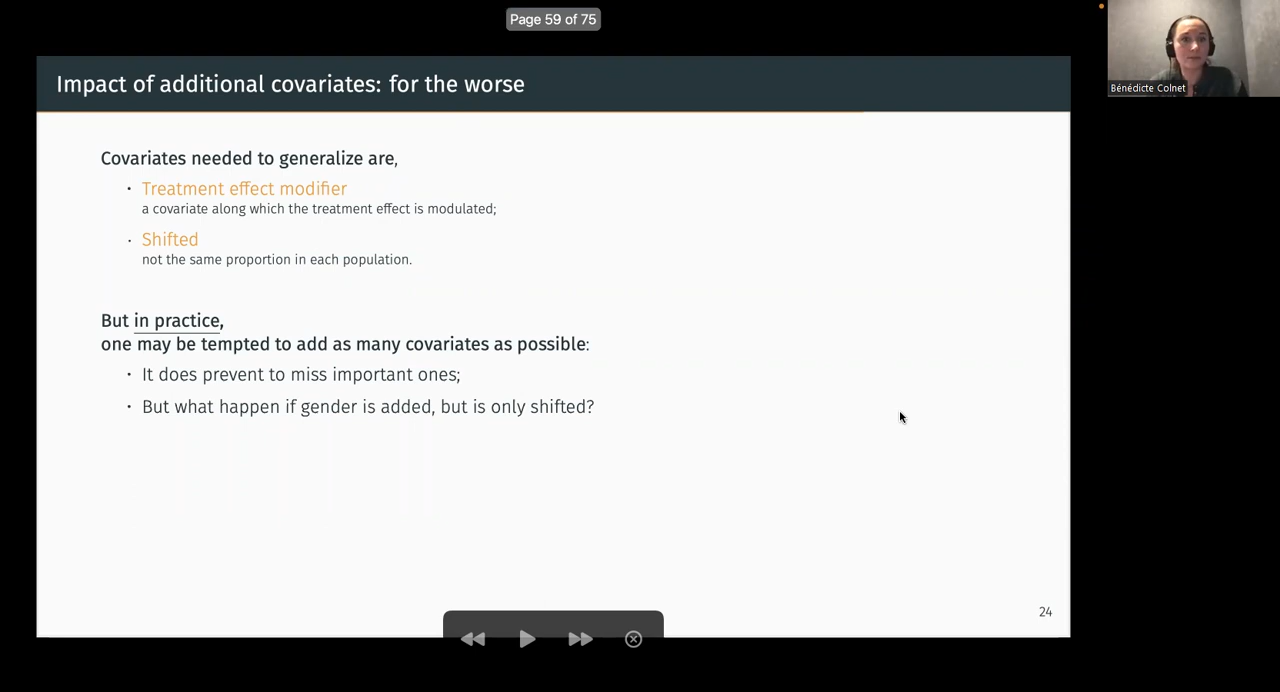 Page 59 of 75
Impact of additional covariates: for the worse
Bénédicte Colnet
Covariates needed to generalize are,
• Treatment effect modifier
a covariate along which the treatment effect is modulated;
• Shifted
not the same proportion in each population.
But in practice,
one may be tempted to add as many covariates as possible:
• It does prevent to miss important ones;
• But what happen if gender is added, but is only shifted?
24